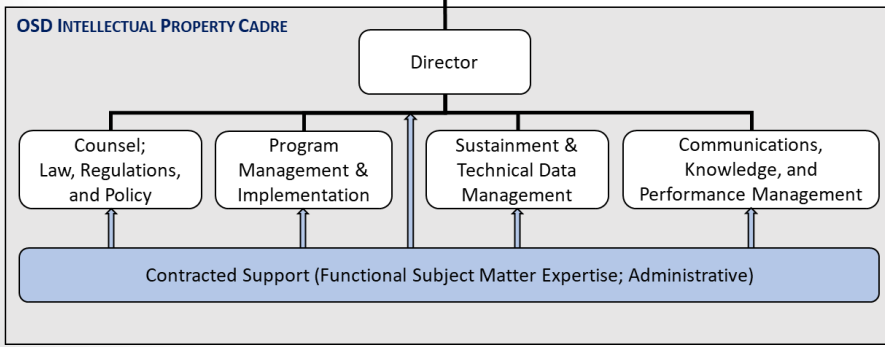 OSD INTELLECTUAL PROPERTY CADRE
Director
Counsel;
Law, Regulations,
and Policy
Program
Management &
Implementation
Sustainment &
Technical Data
Management
Communications,
Knowledge, and
Performance Management
Contracted Support (Functional Subject Matter Expertise; Administrative)